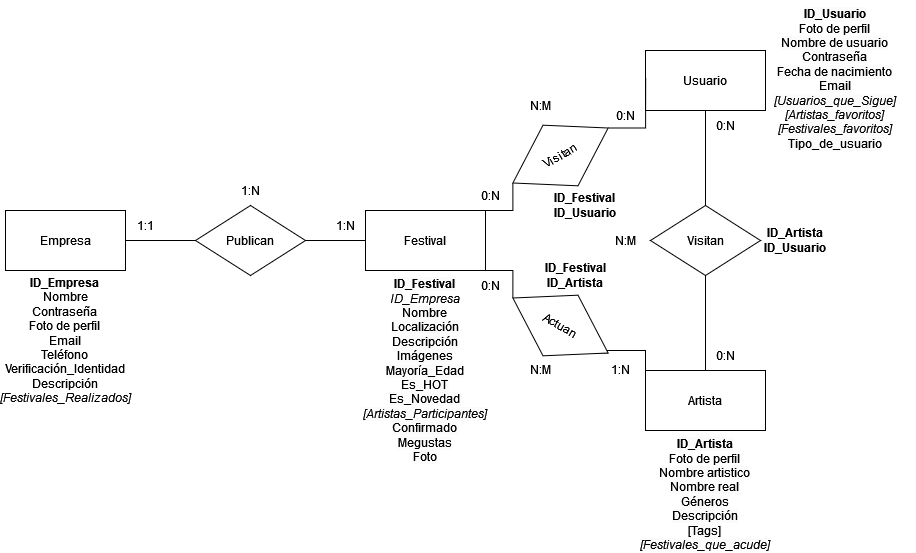 ID_Usuario
Foto de perfil
Nombre de usuario
Contraseña
Fecha de nacimiento
Email
[Usuarios_que_Sigue]
[Artistas_favoritos]
[Festivales_favoritos]
Tipo_de_usuario
Usuario
N:M
0:N
0:N
Visitan
0:N
ID_Festival
ID_Usuario
1:N
1:1
1:N
Empresa
Publican
Festival
N:M
Visitan
ID_Artista
ID_Usuario
ID_Empresa
Nombre
Contraseña
Foto de perfil
Email
Teléfono
Verificación_Identidad
Descripción
[Festivales_Realizados]
ID_Festival
ID_Empresa
Nombre
Localización
Descripción
Imágenes
Mayoría_Edad
Es_HOT
Es_Novedad
[Artistas_Participantes]
Confirmado
Megustas
Foto
0:N
ID_Festival
ID_Artista
Actuan
N:M
1:N
0:N
Artista
ID_Artista
Foto de perfil
Nombre artistico
Nombre real
Géneros
Descripción
[Tags]
[Festivales_que_acude]